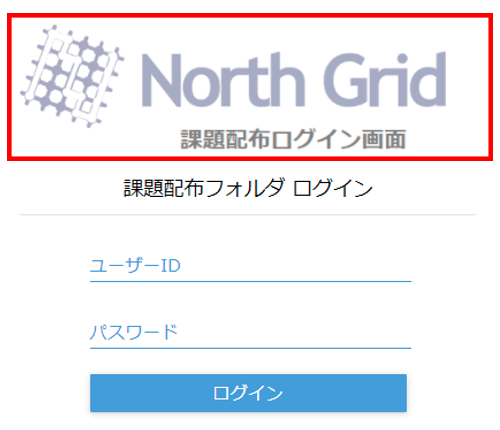 North Grid
課題配布ログイン画面
課題配布フォルダ ログイン
ユーザーID
パスワード
ログイン